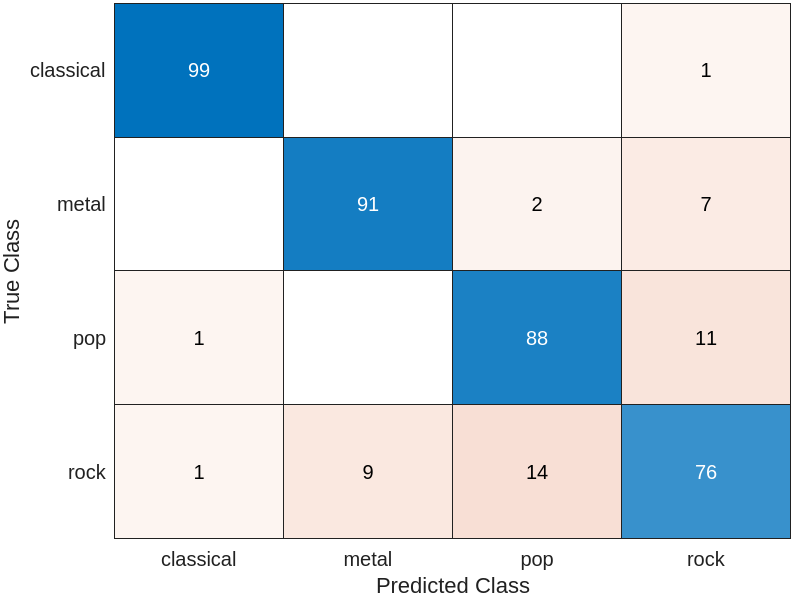 classical 99 1
metal 91 2 7
pop 1 88 11
rock 1 9 14 76
classical metal pop rock
Predicted Class
True Class